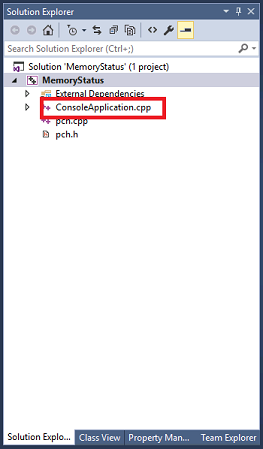 Solution Explorer
Search Solution Explorer (Ctrl+;)
Solution 'MemoryStatus' (1 project)
MemoryStatus
External Dependencies
ConsoleApplication.cpp
pch.cpp
pch.h
Solution Explo... Class View Property Man... Team Explorer